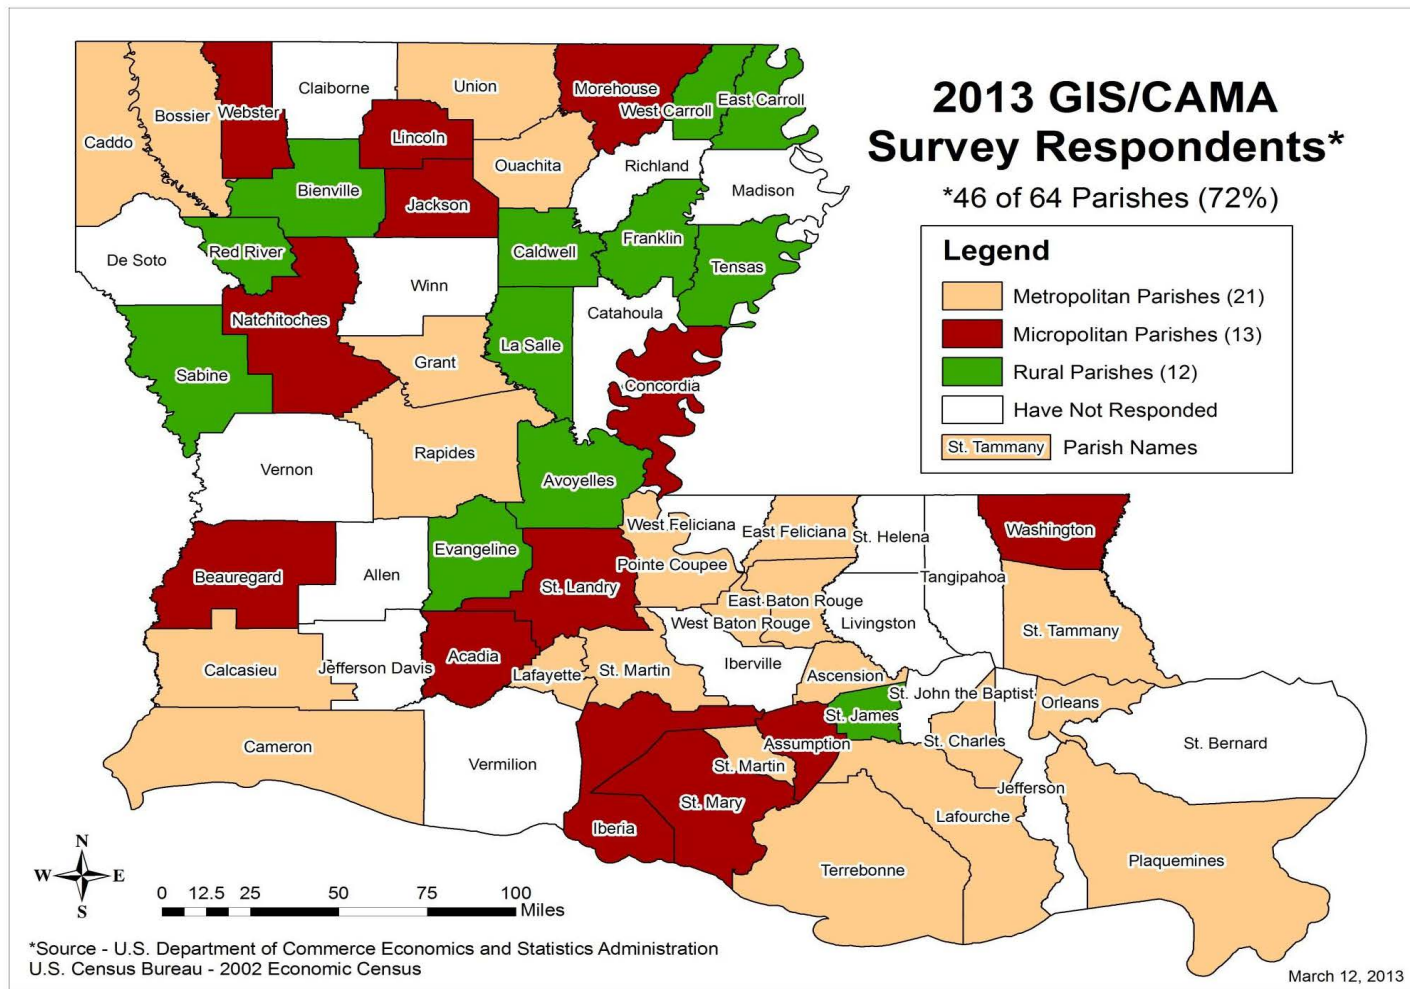 2013 GIS/CAMA
Survey Respondents*
*46 of 64 Parishes (72%)
Legend
Metropolitan Parishes (21)
Micropolitan Parishes (13)
Rural Parishes (12)
Have Not Responded
St. Tammany Parish Names
Caddo
Bossier
Webster
Claiborne
Union
Morehouse
West Carroll
East Carroll
Lincoln
Ouachita
Richland
Madison
Bienville
Jackson
De Soto
Red River
Caldwell
Franklin
Tensas
Winn
Natchitoches
Catahoula
La Salle
Grant
Sabine
Concordia
Vernon
Rapides
Avoyelles
West Feliciana
East Feliciana
St. Helena
Washington
Evangeline
Pointe Coupee
Beauregard
Allen
St. Landry
Tangipahoa
East Baton Rouge
West Baton Rouge
Livingston
St. Tammany
Calcasieu
Jefferson Davis
Acadia
Lafayette
St. Martin
Iberville
Ascension
St. John the Baptist
Orleans
St. James
Cameron
Vermilion
Assumption
St. Charles
St. Bernard
St. Martin
Jefferson
St. Mary
Iberia
Lafourche
Terrebonne
Plaquemines
N
W E
S
0 12.5 25 50 75 100
Miles
*Source - U.S. Department of Commerce Economics and Statistics Administration
U.S. Census Bureau - 2002 Economic Census
March 12, 2013